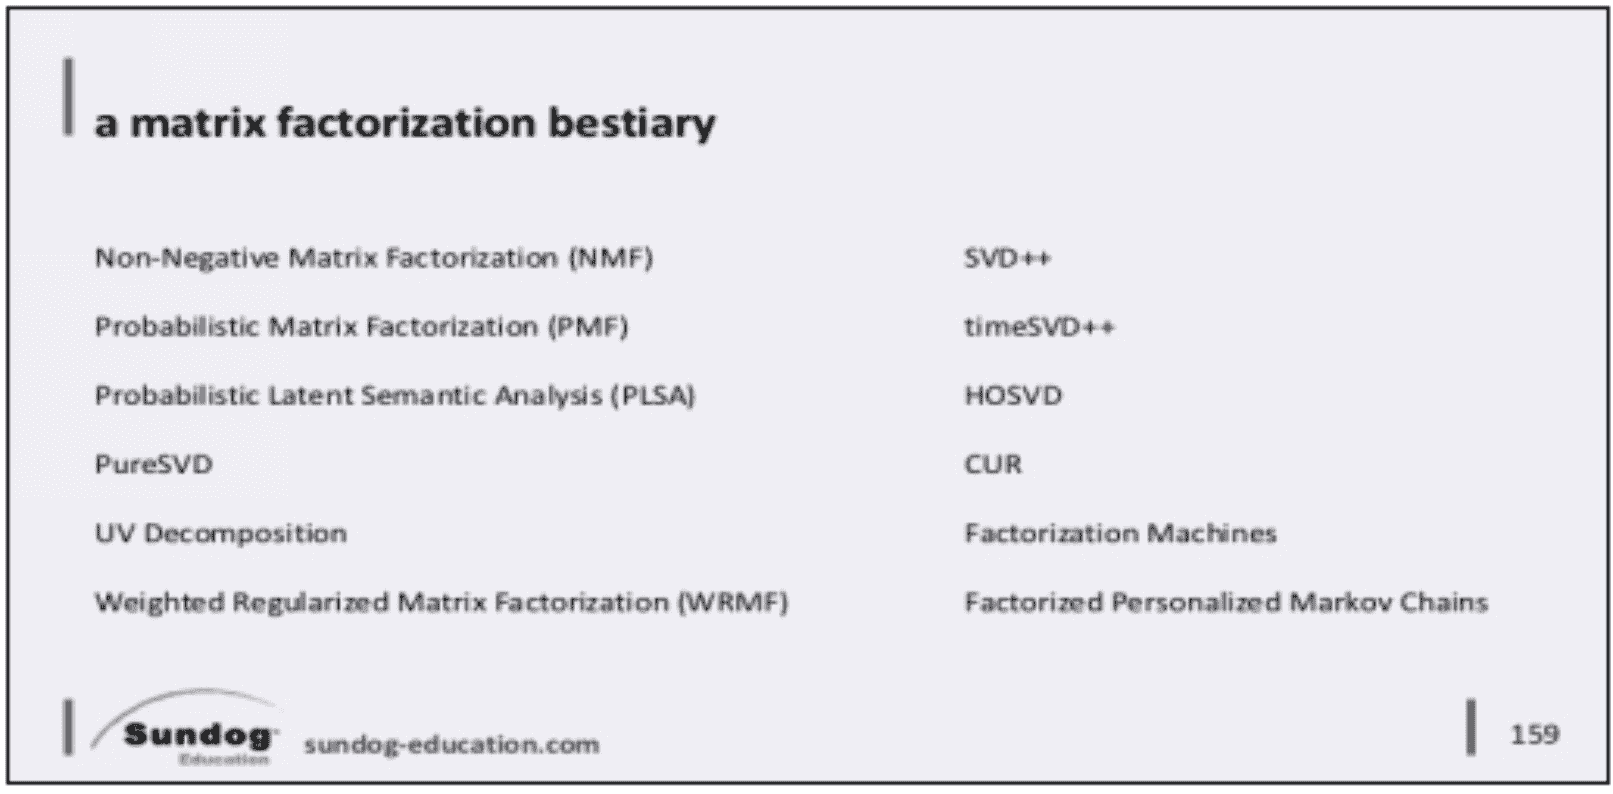 a matrix factorization bestiary
Non-Negative Matrix Factorization (NMF)
Probabilistic Matrix Factorization (PMF)
Probabilistic Latent Semantic Analysis (PLSA)
PureSVD
UV Decomposition
Weighted Regularized Matrix Factorization (WRMF)
SVD++
timeSVD++
HOSVD
CUR
Factorization Machines
Factorized Personalized Markov Chains
Sundog
Education
sundog-education.com
159